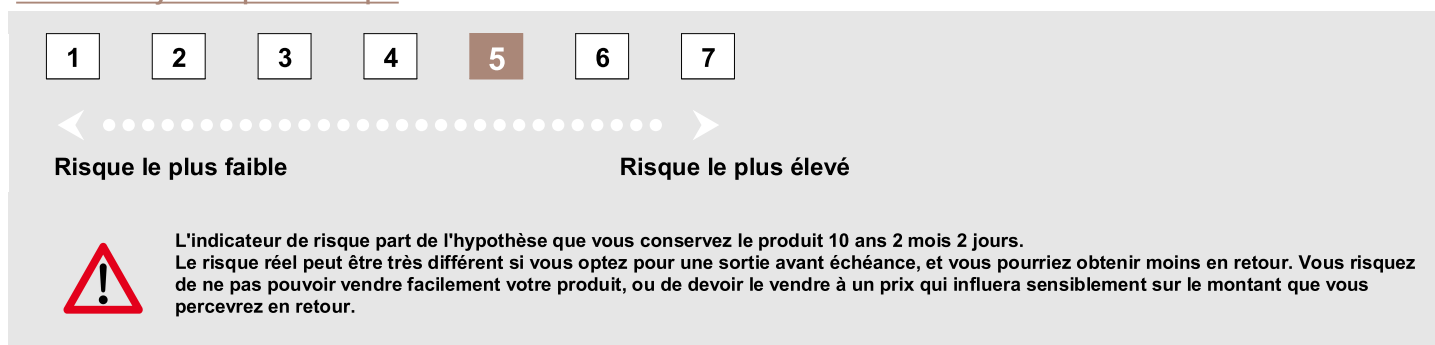 1 2 3 4 5 6 7
Risque le plus faible Risque le plus élevé
L'indicateur de risque part de l'hypothèse que vous conservez le produit 10 ans 2 mois 2 jours.
Le risque réel peut être très différent si vous optez pour une sortie avant échéance, et vous pourriez obtenir moins en retour. Vous risquez
de ne pas pouvoir vendre facilement votre produit, ou de devoir le vendre à un prix qui influera sensiblement sur le montant que vous
percevrez en retour.